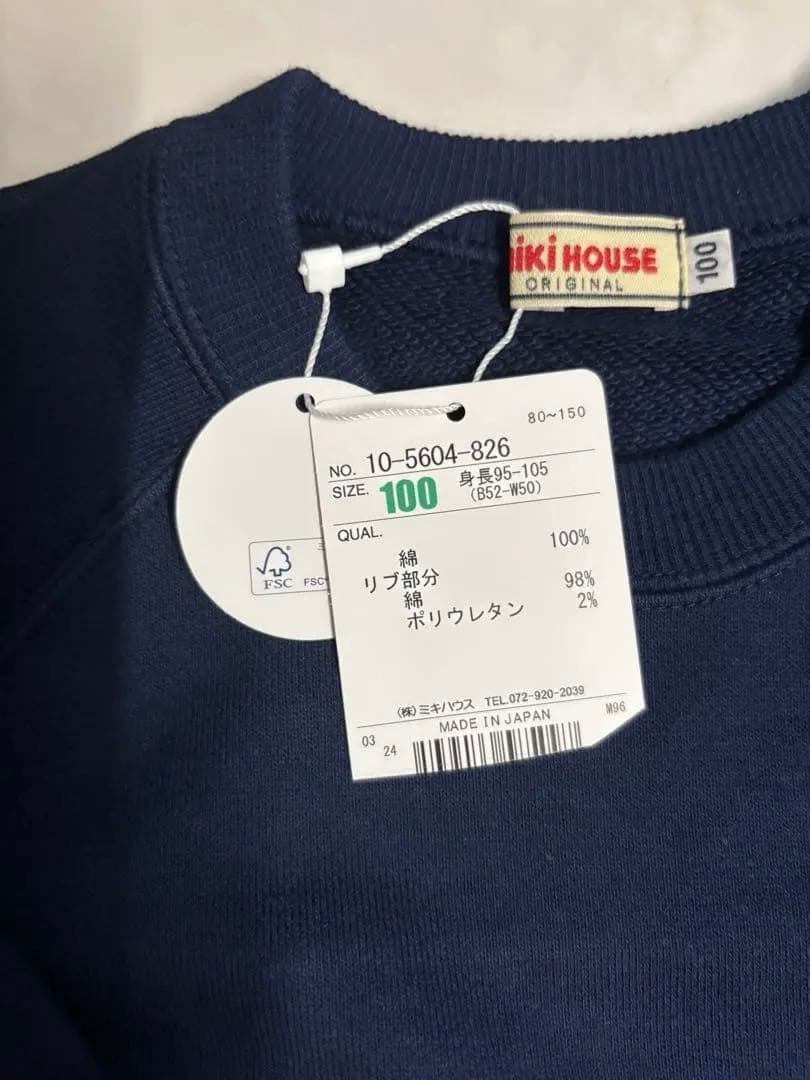 miKi HOUSE
ORIGINAL
100
80~150
NO. 10-5604-826
SIZE. 100 身長95-105
(B52-W50)
QUAL.
綿 100%
リブ部分
綿 98%
ポリウレタン 2%
(株)ミキハウス TEL.072-920-2039
MADE IN JAPAN
M96
03
24
FSC
FSC